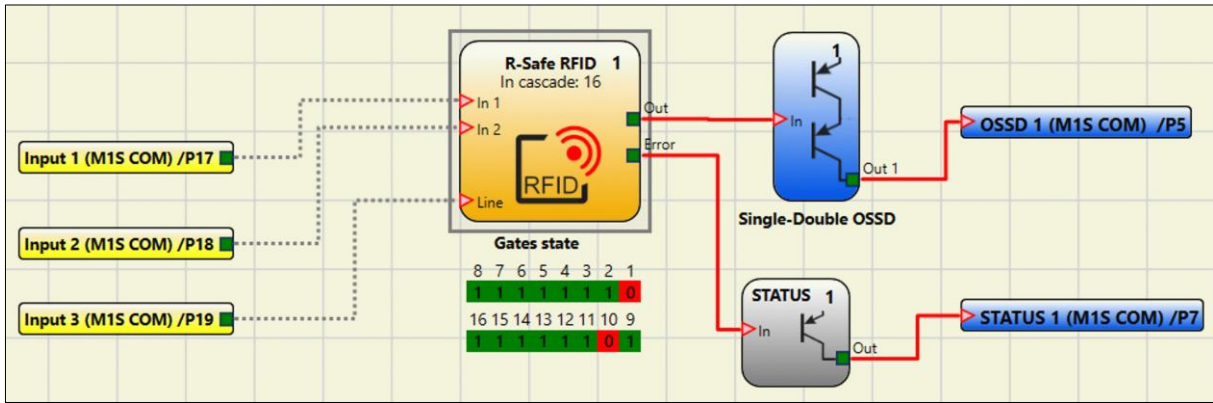 R-Safe RFID 1
In cascade: 16
In 1
In 2
Line
RFID
Out
Error
Input 1 (M1S COM) /P17
Input 2 (M1S COM) /P18
Input 3 (M1S COM) /P19
Gates state
8 7 6 5 4 3 2 1
1 1 1 1 1 1 1 0
16 15 14 13 12 11 10 9
1 1 1 1 1 1 0 1
1
In
Out 1
Single-Double OSSD
OSSD 1 (M1S COM) /P5
STATUS 1
In
Out
STATUS 1 (M1S COM) /P7